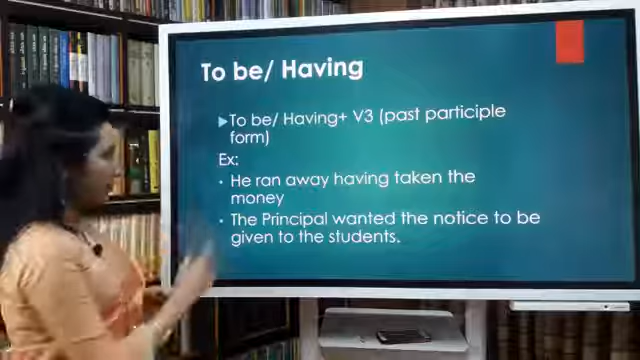 To be/ Having
To be/ Having+ V3 (past participle
form)
Ex:
• He ran away having taken the
money
• The Principal wanted the notice to be
given to the students.